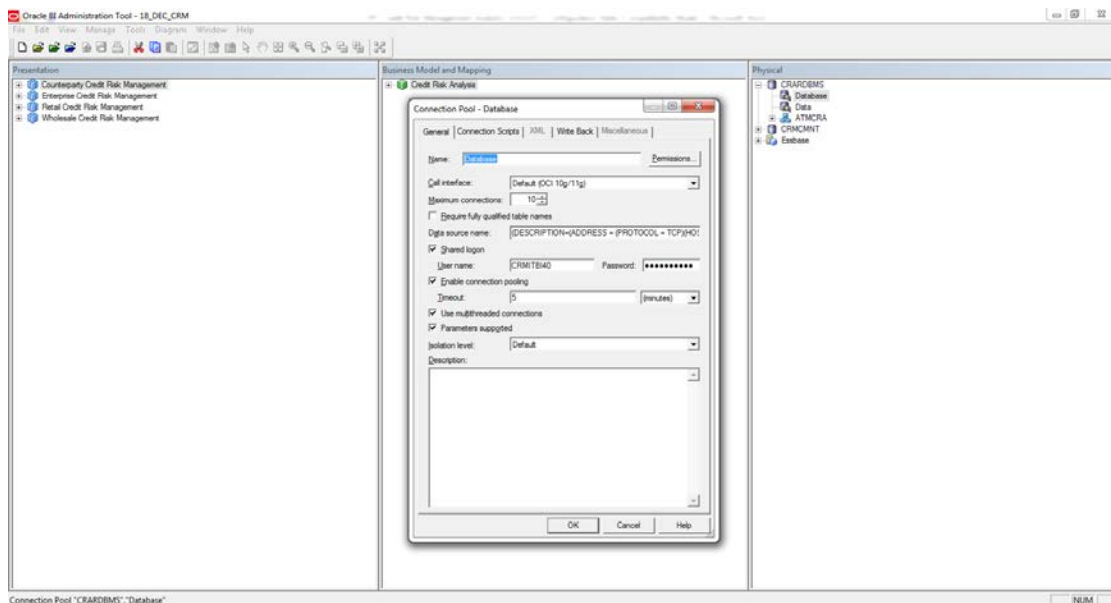 Oracle BI Administration Tool - 18_DEC_CRM
File Edit View Manage Tools Diagram Window Help
Presentation
Counterparty Credit Risk Management
Enterprise Credit Risk Management
Retail Credit Risk Management
Wholesale Credit Risk Management
Business Model and Mapping
Credit Risk Analysis
Physical
CRARDBMS
Database
Data
ATMCRA
CRMCMNT
Essbase
Connection Pool - Database
General Connection Scripts XML Write Back Miscellaneous
Name: Database Permissions...
Call interface: Default (OCI 10g/11g)
Maximum connections: 10
Require fully qualified table names
Data source name: (DESCRIPTION=(ADDRESS = (PROTOCOL = TCP)(HOS
Shared logon
User name: CRMITBI40 Password: ●●●●●●●●●●
Enable connection pooling
Timeout: 5 (minutes)
Use multithreaded connections
Parameters supported
Isolation level: Default
Description:
OK Cancel Help
Connection Pool "CRARDBMS"."Database" NUM